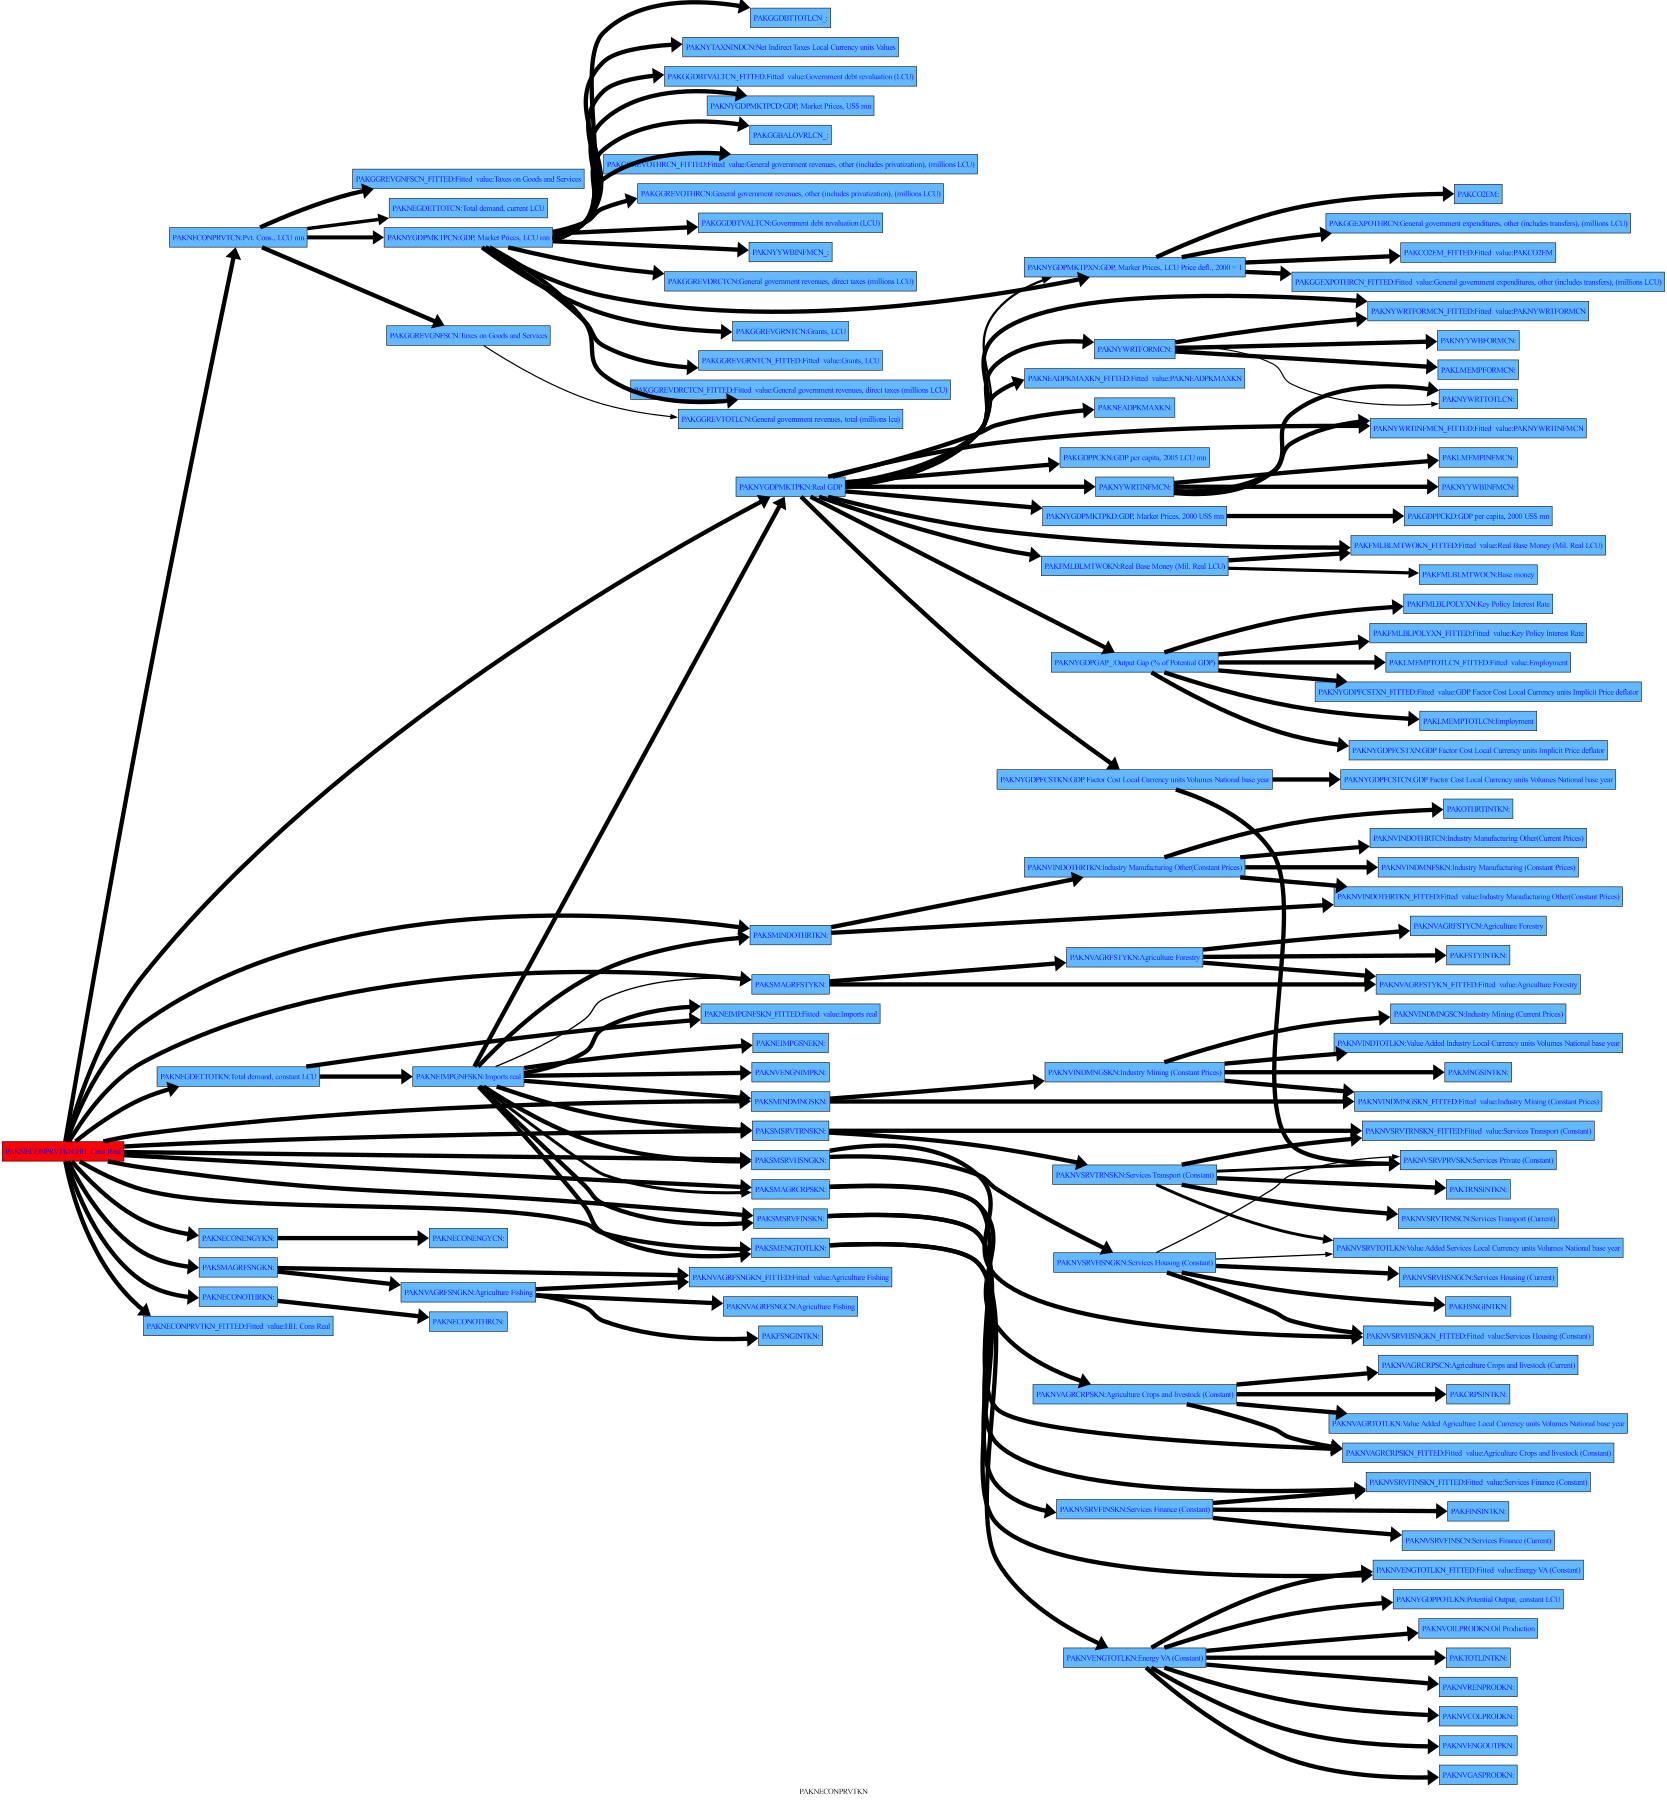 PAKGGDBTTOTLCN_:
PAKNYTAXNINDCN:Net Indirect Taxes Local Currency units Values
PAKGGDBTVALTCN_FITTED:Fitted value:Government debt revaluation (LCU)
PAKNYGDPMKTPCD:GDP, Market Prices, US$ mn
PAKGGBALOVRLCN_:
PAKGGREVOTHRCN_FITTED:Fitted value:General government revenues, other (includes privatization), (millions LCU)
PAKGGREVGNFSCN_FITTED:Fitted value:Taxes on Goods and Services
PAKGGREVOTHRCN:General government revenues, other (includes privatization), (millions LCU)
PAKCO2EM:
PAKNEGDETTOTCN:Total demand, current LCU
PAKGGDBTVALTCN:Government debt revaluation (LCU)
PAKGGEXPOTHRCN:General government expenditures, other (includes transfers), (millions LCU)
PAKNECONPRVTCN:Pvt. Cons., LCU mn
PAKNYGDPMKTPCN:GDP, Market Prices, LCU mn
PAKNYYWBINFMCN_:
PAKCO2EM_FITTED:Fitted value:PAKCO2EM
PAKNYGDPMKTPXN:GDP, Marker Prices, LCU Price defl., 2000 = 1
PAKGGREVDRCTCN:General government revenues, direct taxes (millions LCU)
PAKGGEXPOTHRCN_FITTED:Fitted value:General government expenditures, other (includes transfers), (millions LCU)
PAKNYWRTFORMCN_FITTED:Fitted value:PAKNYWRTFORMCN
PAKGGREVGNFSCN:Taxes on Goods and Services
PAKGGREVGRNTCN:Grants, LCU
PAKNYWRTFORMCN:
PAKNYYWBFORMCN:
PAKGGREVGRNTCN_FITTED:Fitted value:Grants, LCU
PAKLMEMPFORMCN:
PAKNEADPKMAXKN_FITTED:Fitted value:PAKNEADPKMAXKN
PAKGGREVDRCTCN_FITTED:Fitted value:General government revenues, direct taxes (millions LCU)
PAKNYWRTTOTLCN:
PAKNEADPKMAXKN:
PAKGGREVTOTLCN:General government revenues, total (millions lcu)
PAKNYWRTINFMCN_FITTED:Fitted value:PAKNYWRTINFMCN
PAKGDPPCKN:GDP per capita, 2005 LCU mn
PAKLMEMPINFMCN:
PAKNYGDPMKTPKN:Real GDP
PAKNYWRTINFMCN:
PAKNYYWBINFMCN:
PAKNYGDPMKTPKD:GDP, Market Prices, 2000 US$ mn
PAKGDPPCKD:GDP per capita, 2000 US$ mn
PAKFMLBLMTWOKN_FITTED:Fitted value:Real Base Money (Mil. Real LCU)
PAKFMLBLMTWOKN:Real Base Money (Mil. Real LCU)
PAKFMLBLMTWOCN:Base money
PAKFMLBLPOLYXN:Key Policy Interest Rate
PAKFMLBLPOLYXN_FITTED:Fitted value:Key Policy Interest Rate
PAKNYGDPGAP_:Output Gap (% of Potential GDP)
PAKLMEMPTOTLCN_FITTED:Fitted value:Employment
PAKNYGDPFCSTXN_FITTED:Fitted value:GDP Factor Cost Local Currency units Implicit Price deflator
PAKLMEMPTOTLCN:Employment
PAKNYGDPFCSTXN:GDP Factor Cost Local Currency units Implicit Price deflator
PAKNYGDPFCSTKN:GDP Factor Cost Local Currency units Volumes National base year
PAKNYGDPFCSTCN:GDP Factor Cost Local Currency units Volumes National base year
PAKOTHRTINTKN:
PAKNVINDOTHRTCN:Industry Manufacturing Other(Current Prices)
PAKNVINDOTHRTKN:Industry Manufacturing Other(Constant Prices)
PAKNVINDMNFSKN:Industry Manufacturing (Constant Prices)
PAKNVINDOTHRTKN_FITTED:Fitted value:Industry Manufacturing Other(Constant Prices)
PAKSMINDOTHRTKN:
PAKNVAGRFSTYCN:Agriculture Forestry
PAKNVAGRFSTYKN:Agriculture Forestry
PAKFSTYINTKN:
PAKSMAGRFSTYKN:
PAKNVAGRFSTYKN_FITTED:Fitted value:Agriculture Forestry
PAKNEIMPGNFSKN_FITTED:Fitted value:Imports real
PAKNVINDMNGSCN:Industry Mining (Current Prices)
PAKNEIMPGSNEKN:
PAKNVINDTOTLKN:Value Added Industry Local Currency units Volumes National base year
PAKNEGDETTOTKN:Total demand, constant LCU
PAKNEIMPGNFSKN:Imports real
PAKNVENGNIMPKN:
PAKNVINDMNGSKN:Industry Mining (Constant Prices)
PAKMNGSINTKN:
PAKSMINDMNGSKN:
PAKNVINDMNGSKN_FITTED:Fitted value:Industry Mining (Constant Prices)
PAKSMSRVTRNSKN:
PAKNVSRVTRNSKN_FITTED:Fitted value:Services Transport (Constant)
PAKNECONPRVTKN:HH. Cons Real
PAKSMSRVHSNGKN:
PAKNVSRVPRVSKN:Services Private (Constant)
PAKNVSRVTRNSKN:Services Transport (Constant)
PAKSMAGRCRPSKN:
PAKTRNSINTKN:
PAKSMSRVFINSKN:
PAKNVSRVTRNSCN:Services Transport (Current)
PAKNECONENGYKN:
PAKNECONENGYCN:
PAKSMENGTOTLKN:
PAKNVSRVTOTLKN:Value Added Services Local Currency units Volumes National base year
PAKNVSRVHSNGKN:Services Housing (Constant)
PAKSMAGRFSNGKN:
PAKNVAGRFSNGKN_FITTED:Fitted value:Agriculture Fishing
PAKNVSRVHSNGCN:Services Housing (Current)
PAKNVAGRFSNGKN:Agriculture Fishing
PAKNECONOTHRKN:
PAKNVAGRFSNGCN:Agriculture Fishing
PAKHSNGINTKN:
PAKNECONPRVTKN_FITTED:Fitted value:HH. Cons Real
PAKNECONOTHRCN:
PAKFSNGINTKN:
PAKNVSRVHSNGKN_FITTED:Fitted value:Services Housing (Constant)
PAKNVAGRCRPSCN:Agriculture Crops and livestock (Current)
PAKNVAGRCRPSKN:Agriculture Crops and livestock (Constant)
PAKCRPSINTKN:
PAKNVAGRTOTLKN:Value Added Agriculture Local Currency units Volumes National base year
PAKNVAGRCRPSKN_FITTED:Fitted value:Agriculture Crops and livestock (Constant)
PAKNVSRVFINSKN_FITTED:Fitted value:Services Finance (Constant)
PAKNVSRVFINSKN:Services Finance (Constant)
PAKFINSINTKN:
PAKNVSRVFINSCN:Services Finance (Current)
PAKNVENGTOTLKN_FITTED:Fitted value:Energy VA (Constant)
PAKNYGDPPOTLKN:Potential Output, constant LCU
PAKNVOILPRODKN:Oil Production
PAKNVENGTOTLKN:Energy VA (Constant)
PAKTOTLINTKN:
PAKNVRENPRODKN:
PAKNVCOLPRODKN:
PAKNVENGOUTPKN:
PAKNVGASPRODKN:
PAKNECONPRVTKN